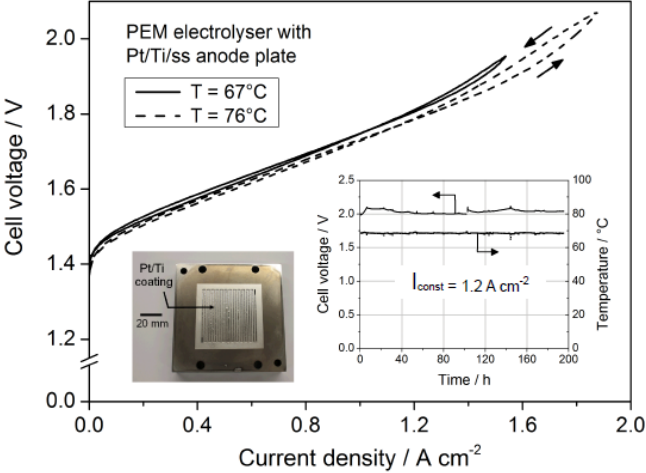 PEM electrolyser with
Pt/Ti/ss anode plate
T = 67°C
T = 76°C
Cell voltage / V
2.0
1.8
1.6
1.4
1.2
0.0
0.0 0.4 0.8 1.2 1.6 2.0
Current density / A cm-2
Pt/Ti
coating
20 mm
Cell voltage / V
2.5
2.0
1.5
1.0
0.5
0.0
Iconst = 1.2 A cm-2
100
80
60
40
20
0
Temperature / °C
0 40 80 120 160 200
Time / h